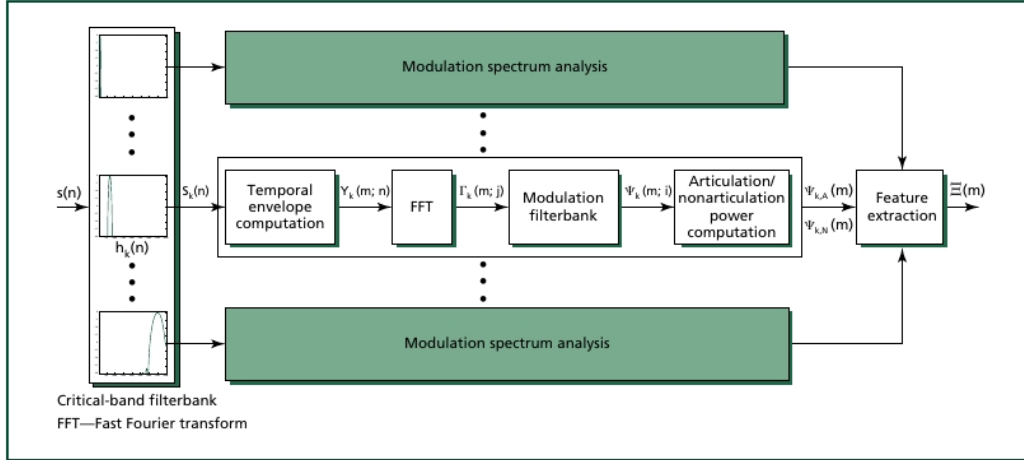 Modulation spectrum analysis
s(n)
h_k(n)
S_k(n)
Temporal
envelope
computation
Υ_k(m; n)
FFT
Γ_k(m; j)
Modulation
filterbank
Ψ_k(m; i)
Articulation/
nonarticulation
power
computation
Ψ_k,A(m)
Ψ_k,N(m)
Feature
extraction
Ξ(m)
Modulation spectrum analysis
Critical-band filterbank
FFT—Fast Fourier transform